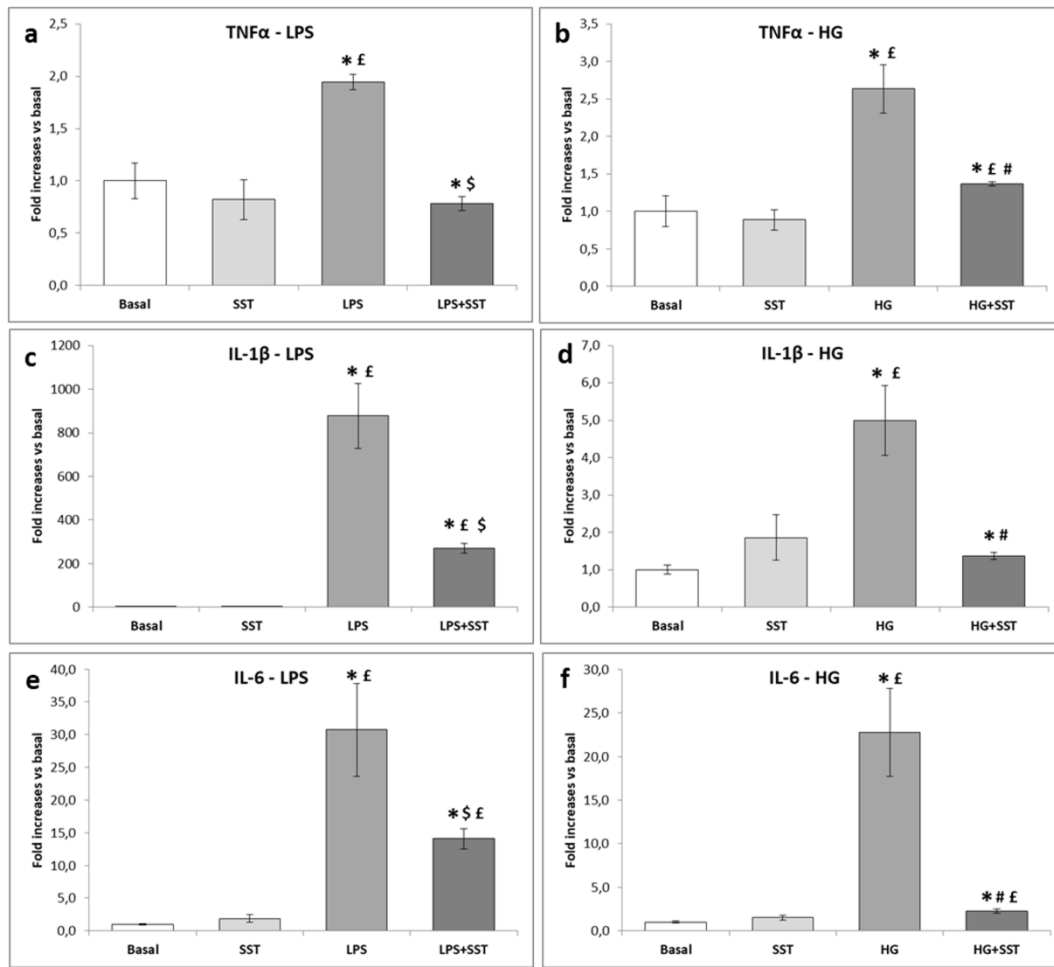 a
TNFα - LPS
Fold increases vs basal
2,5
2,0
1,5
1,0
0,5
0,0
* £
* $
Basal SST LPS LPS+SST
b
TNFα - HG
Fold increases vs basal
3,5
3,0
2,5
2,0
1,5
1,0
0,5
0,0
* £
* £ #
Basal SST HG HG+SST
c
IL-1β - LPS
Fold increases vs basal
1200
1000
800
600
400
200
0
* £
* £ $
Basal SST LPS LPS+SST
d
IL-1β - HG
Fold increases vs basal
7,0
6,0
5,0
4,0
3,0
2,0
1,0
0,0
* £
* #
Basal SST HG HG+SST
e
IL-6 - LPS
Fold increases vs basal
40,0
35,0
30,0
25,0
20,0
15,0
10,0
5,0
0,0
* £
* $ £
Basal SST LPS LPS+SST
f
IL-6 - HG
Fold increases vs basal
30,0
25,0
20,0
15,0
10,0
5,0
0,0
* £
* # £
Basal SST HG HG+SST